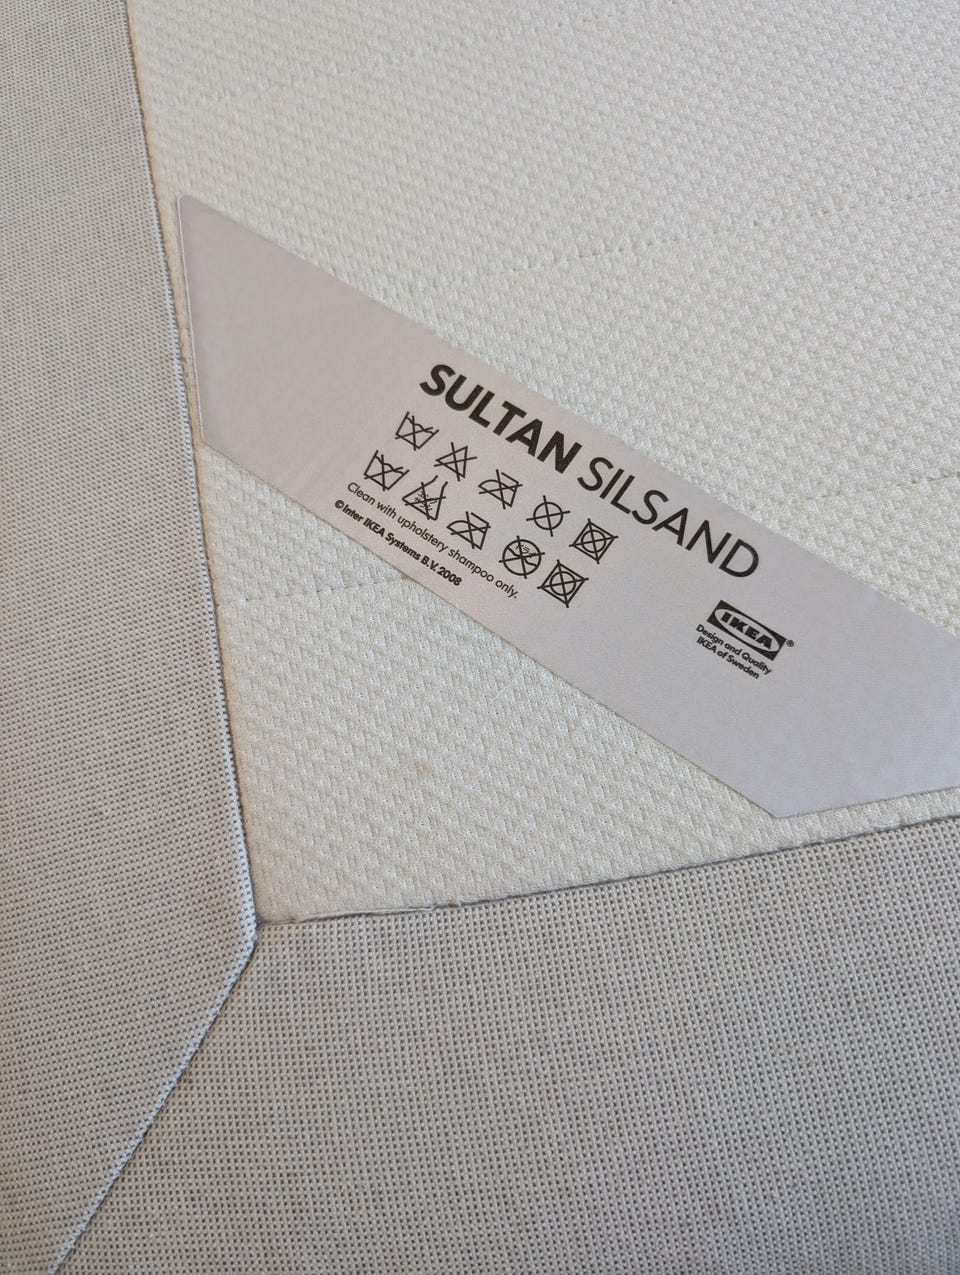 SULTAN SILSAND
Clean with upholstery shampoo only.
©Inter IKEA Systems B.V. 2008
IKEA®
Design and Quality
IKEA of Sweden